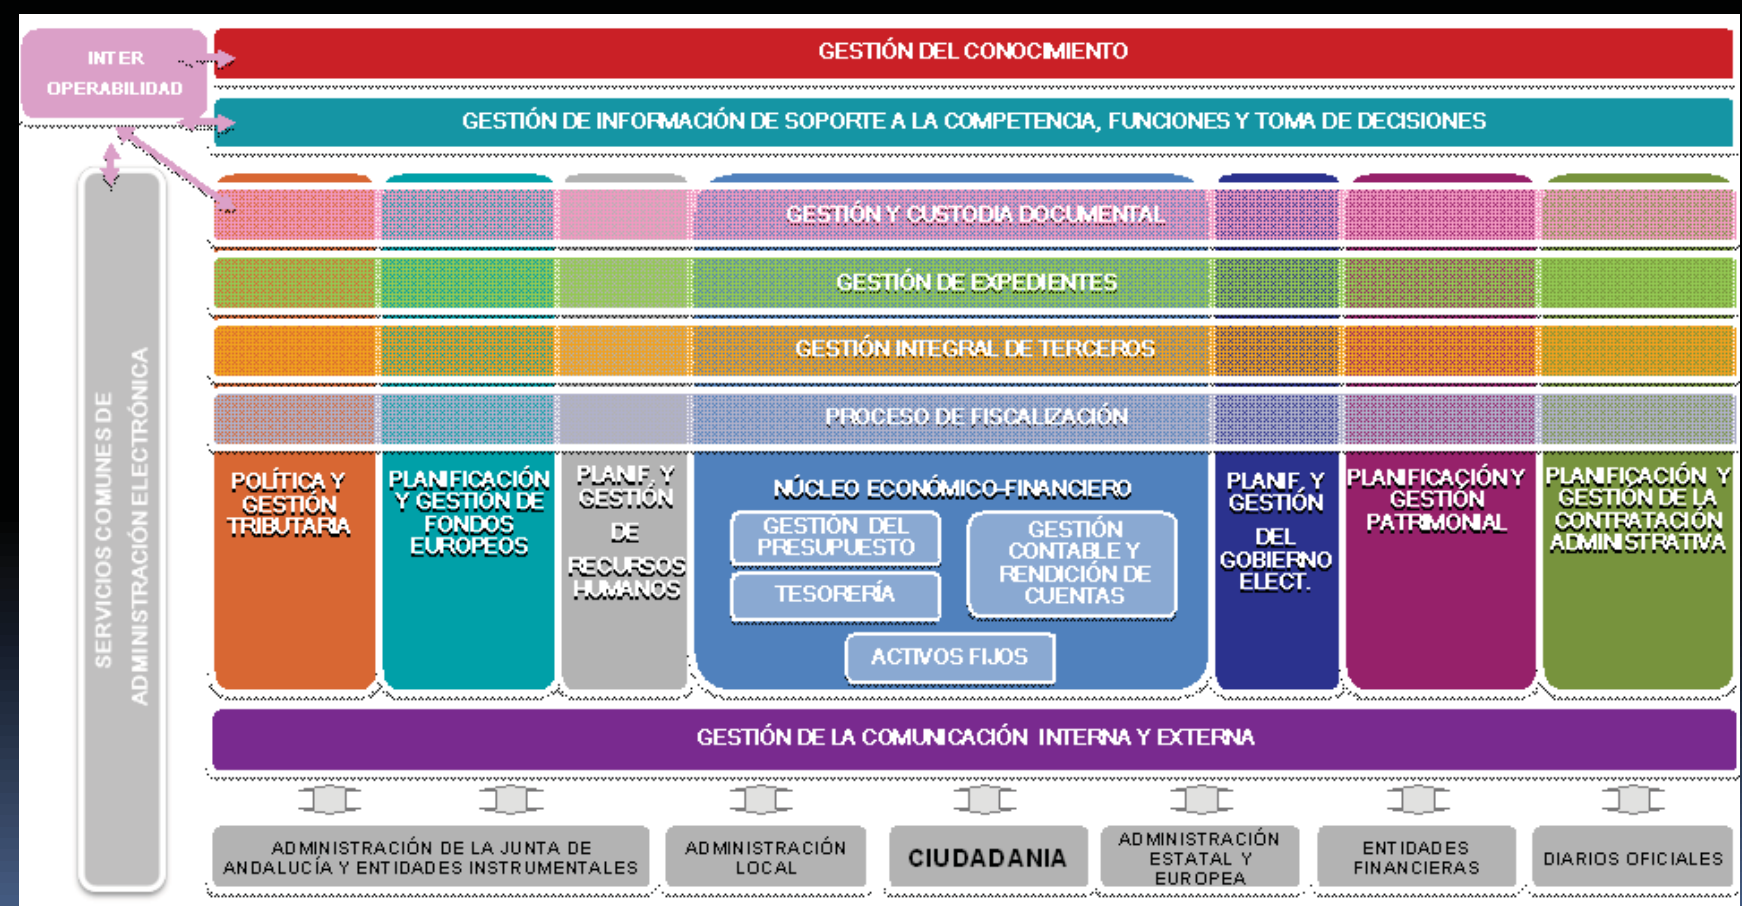 INTER
OPERABILIDAD
GESTIÓN DEL CONOCIMIENTO
GESTIÓN DE INFORMACIÓN DE SOPORTE A LA COMPETENCIA, FUNCIONES Y TOMA DE DECISIONES
SERVICIOS COMUNES DE
ADMINISTRACIÓN ELECTRÓNICA
GESTIÓN Y CUSTODIA DOCUMENTAL
GESTIÓN DE EXPEDIENTES
GESTIÓN INTEGRAL DE TERCEROS
PROCESO DE FISCALIZACIÓN
POLÍTICA Y
GESTIÓN
TRIBUTARIA
PLANIFICACIÓN
Y GESTIÓN DE
FONDOS
EUROPEOS
PLANIF. Y
GESTIÓN
DE
RECURSOS
HUMANOS
NÚCLEO ECONÓMICO-FINANCIERO
GESTIÓN DEL
PRESUPUESTO
TESORERÍA
GESTIÓN
CONTABLE Y
RENDICIÓN DE
CUENTAS
ACTIVOS FIJOS
PLANIF. Y
GESTIÓN
DEL
GOBIERNO
ELECT.
PLANIFICACIÓN Y
GESTIÓN
PATRIMONIAL
PLANIFICACIÓN Y
GESTIÓN DE LA
CONTRATACIÓN
ADMINISTRATIVA
GESTIÓN DE LA COMUNICACIÓN INTERNA Y EXTERNA
ADMINISTRACIÓN DE LA JUNTA DE
ANDALUCÍA Y ENTIDADES INSTRUMENTALES
ADMINISTRACIÓN
LOCAL
CIUDADANIA
ADMINISTRACIÓN
ESTATAL Y
EUROPEA
ENTIDADES
FINANCIERAS
DIARIOS OFICIALES